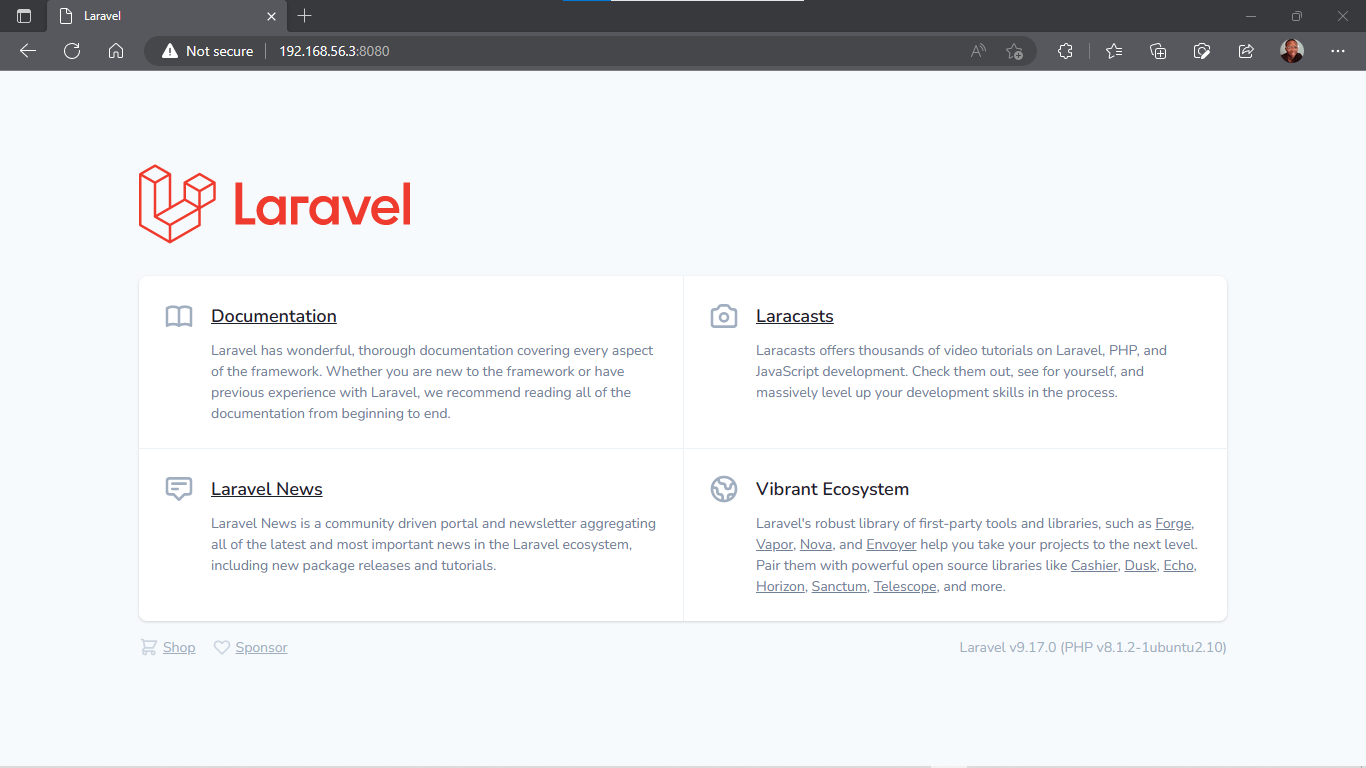 Laravel
Not secure
192.168.56.3:8080
Laravel
Documentation
Laravel has wonderful, thorough documentation covering every aspect
of the framework. Whether you are new to the framework or have
previous experience with Laravel, we recommend reading all of the
documentation from beginning to end.
Laracasts
Laracasts offers thousands of video tutorials on Laravel, PHP, and
JavaScript development. Check them out, see for yourself, and
massively level up your development skills in the process.
Laravel News
Laravel News is a community driven portal and newsletter aggregating
all of the latest and most important news in the Laravel ecosystem,
including new package releases and tutorials.
Vibrant Ecosystem
Laravel's robust library of first-party tools and libraries, such as Forge,
Vapor, Nova, and Envoyer help you take your projects to the next level.
Pair them with powerful open source libraries like Cashier, Dusk, Echo,
Horizon, Sanctum, Telescope, and more.
Shop
Sponsor
Laravel v9.17.0 (PHP v8.1.2-1ubuntu2.10)